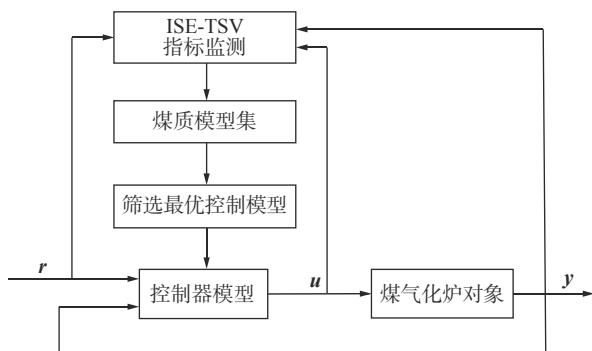 ISE-TSV
指标监测
煤质模型集
筛选最优控制模型
r
控制器模型
u
煤气化炉对象
y